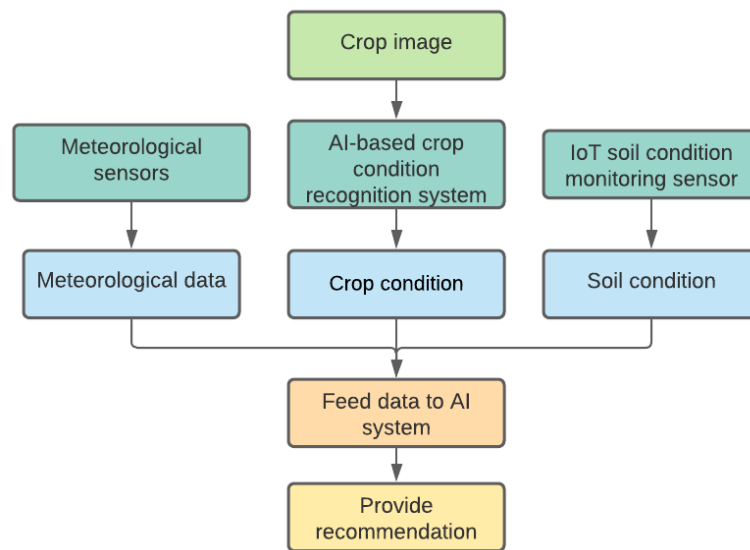 Crop image
Meteorological
sensors
AI-based crop
condition
recognition system
IoT soil condition
monitoring sensor
Meteorological data
Crop condition
Soil condition
Feed data to AI
system
Provide
recommendation